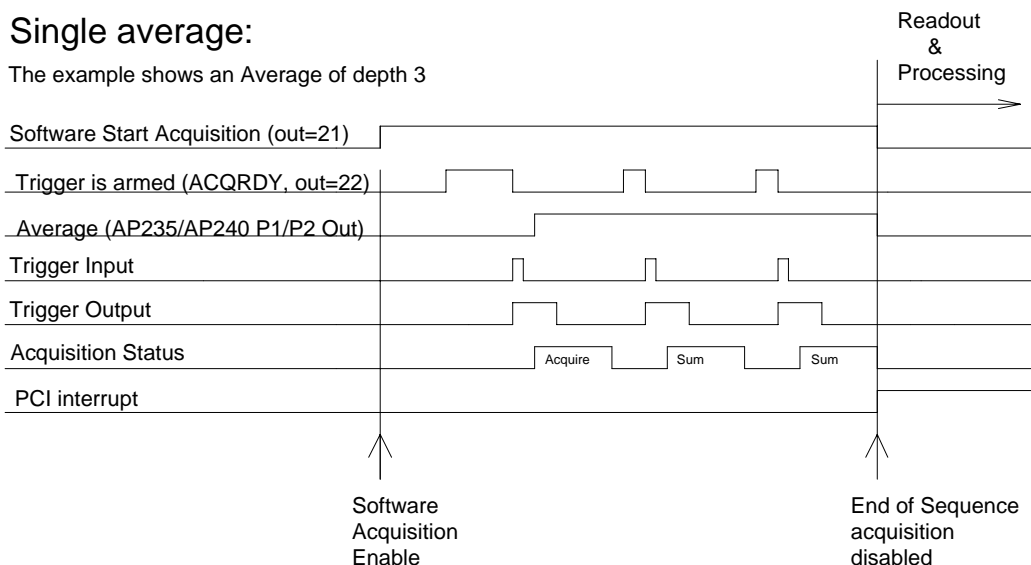 Single average:
The example shows an Average of depth 3
Readout
&
Processing
Software Start Acquisition (out=21)
Trigger is armed (ACQRDY, out=22)
Average (AP235/AP240 P1/P2 Out)
Trigger Input
Trigger Output
Acquisition Status
Acquire
Sum
Sum
PCI interrupt
Software
Acquisition
Enable
End of Sequence
acquisition
disabled